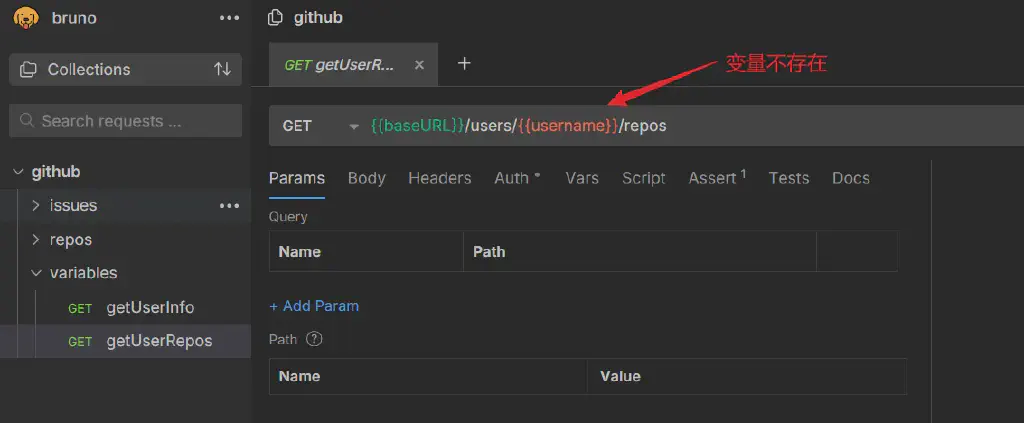 bruno
Collections
Search requests ...
github
issues
repos
variables
GET getUserInfo
GET getUserRepos
github
GET getUserR...
变量不存在
GET {{baseURL}}/users/{{username}}/repos
Params Body Headers Auth * Vars Script Assert 1 Tests Docs
Query
Name Path
+ Add Param
Path ?
Name Value